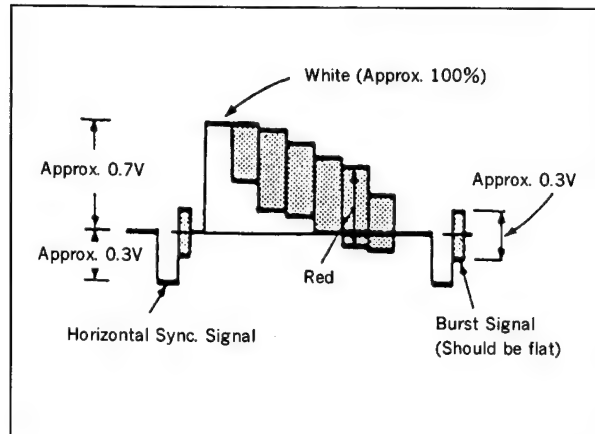 White (Approx. 100%)
Approx. 0.7V
Approx. 0.3V
Approx. 0.3V
Red
Horizontal Sync. Signal
Burst Signal
(Should be flat)